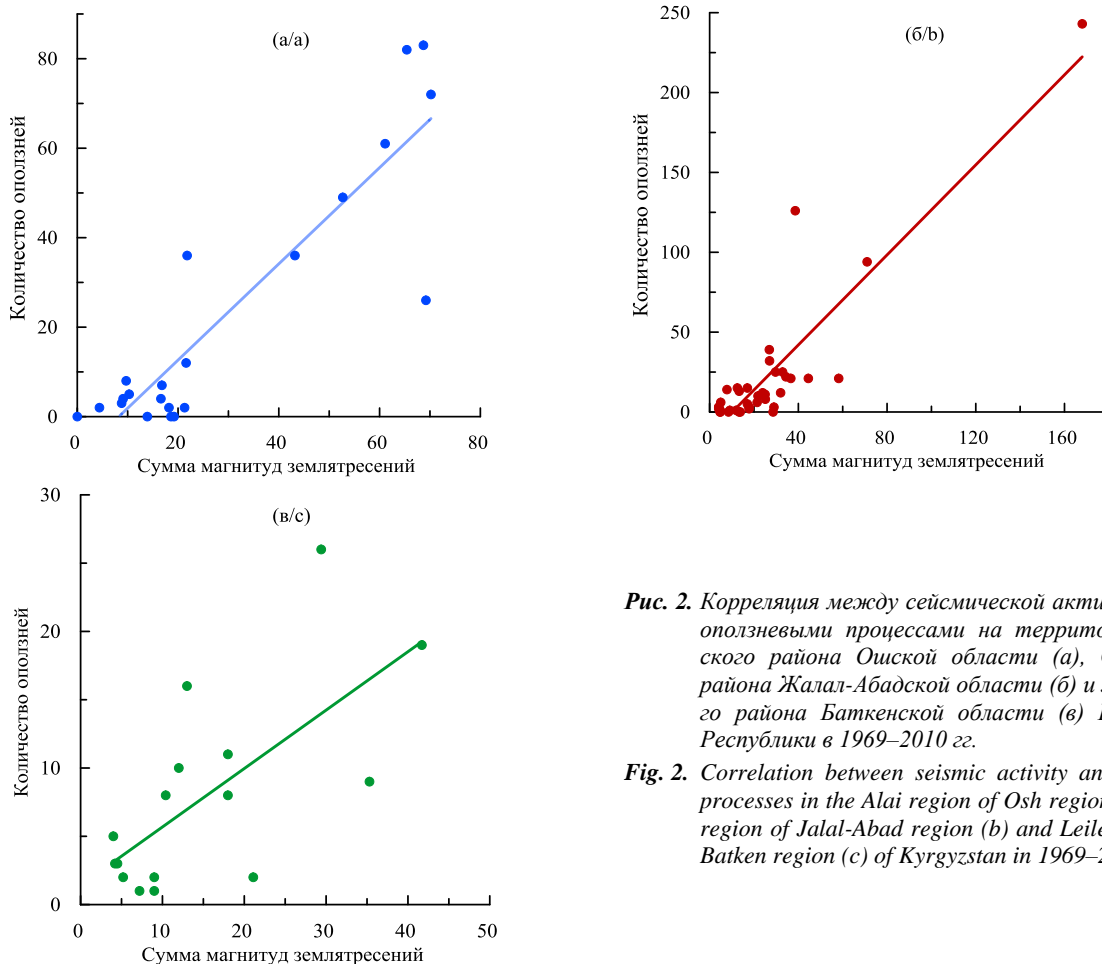 (а/a)
80
60
40
20
0
0
20
40
60
80
Количество оползней
Сумма магнитуд землятресений
(б/b)
250
200
150
100
50
0
0
40
80
120
160
Количество оползней
Сумма магнитуд землятресений
(в/c)
30
20
10
0
0
10
20
30
40
50
Количество оползней
Сумма магнитуд землятресений
Рис. 2. Корреляция между сейсмической акти
оползневыми процессами на террито
ского района Ошской области (а),
района Жалал-Абадской области (б) и
го района Баткенской области (в)
Республики в 1969–2010 гг.
Fig. 2. Correlation between seismic activity an
processes in the Alai region of Osh region
region of Jalal-Abad region (b) and Leile
Batken region (c) of Kyrgyzstan in 1969–2